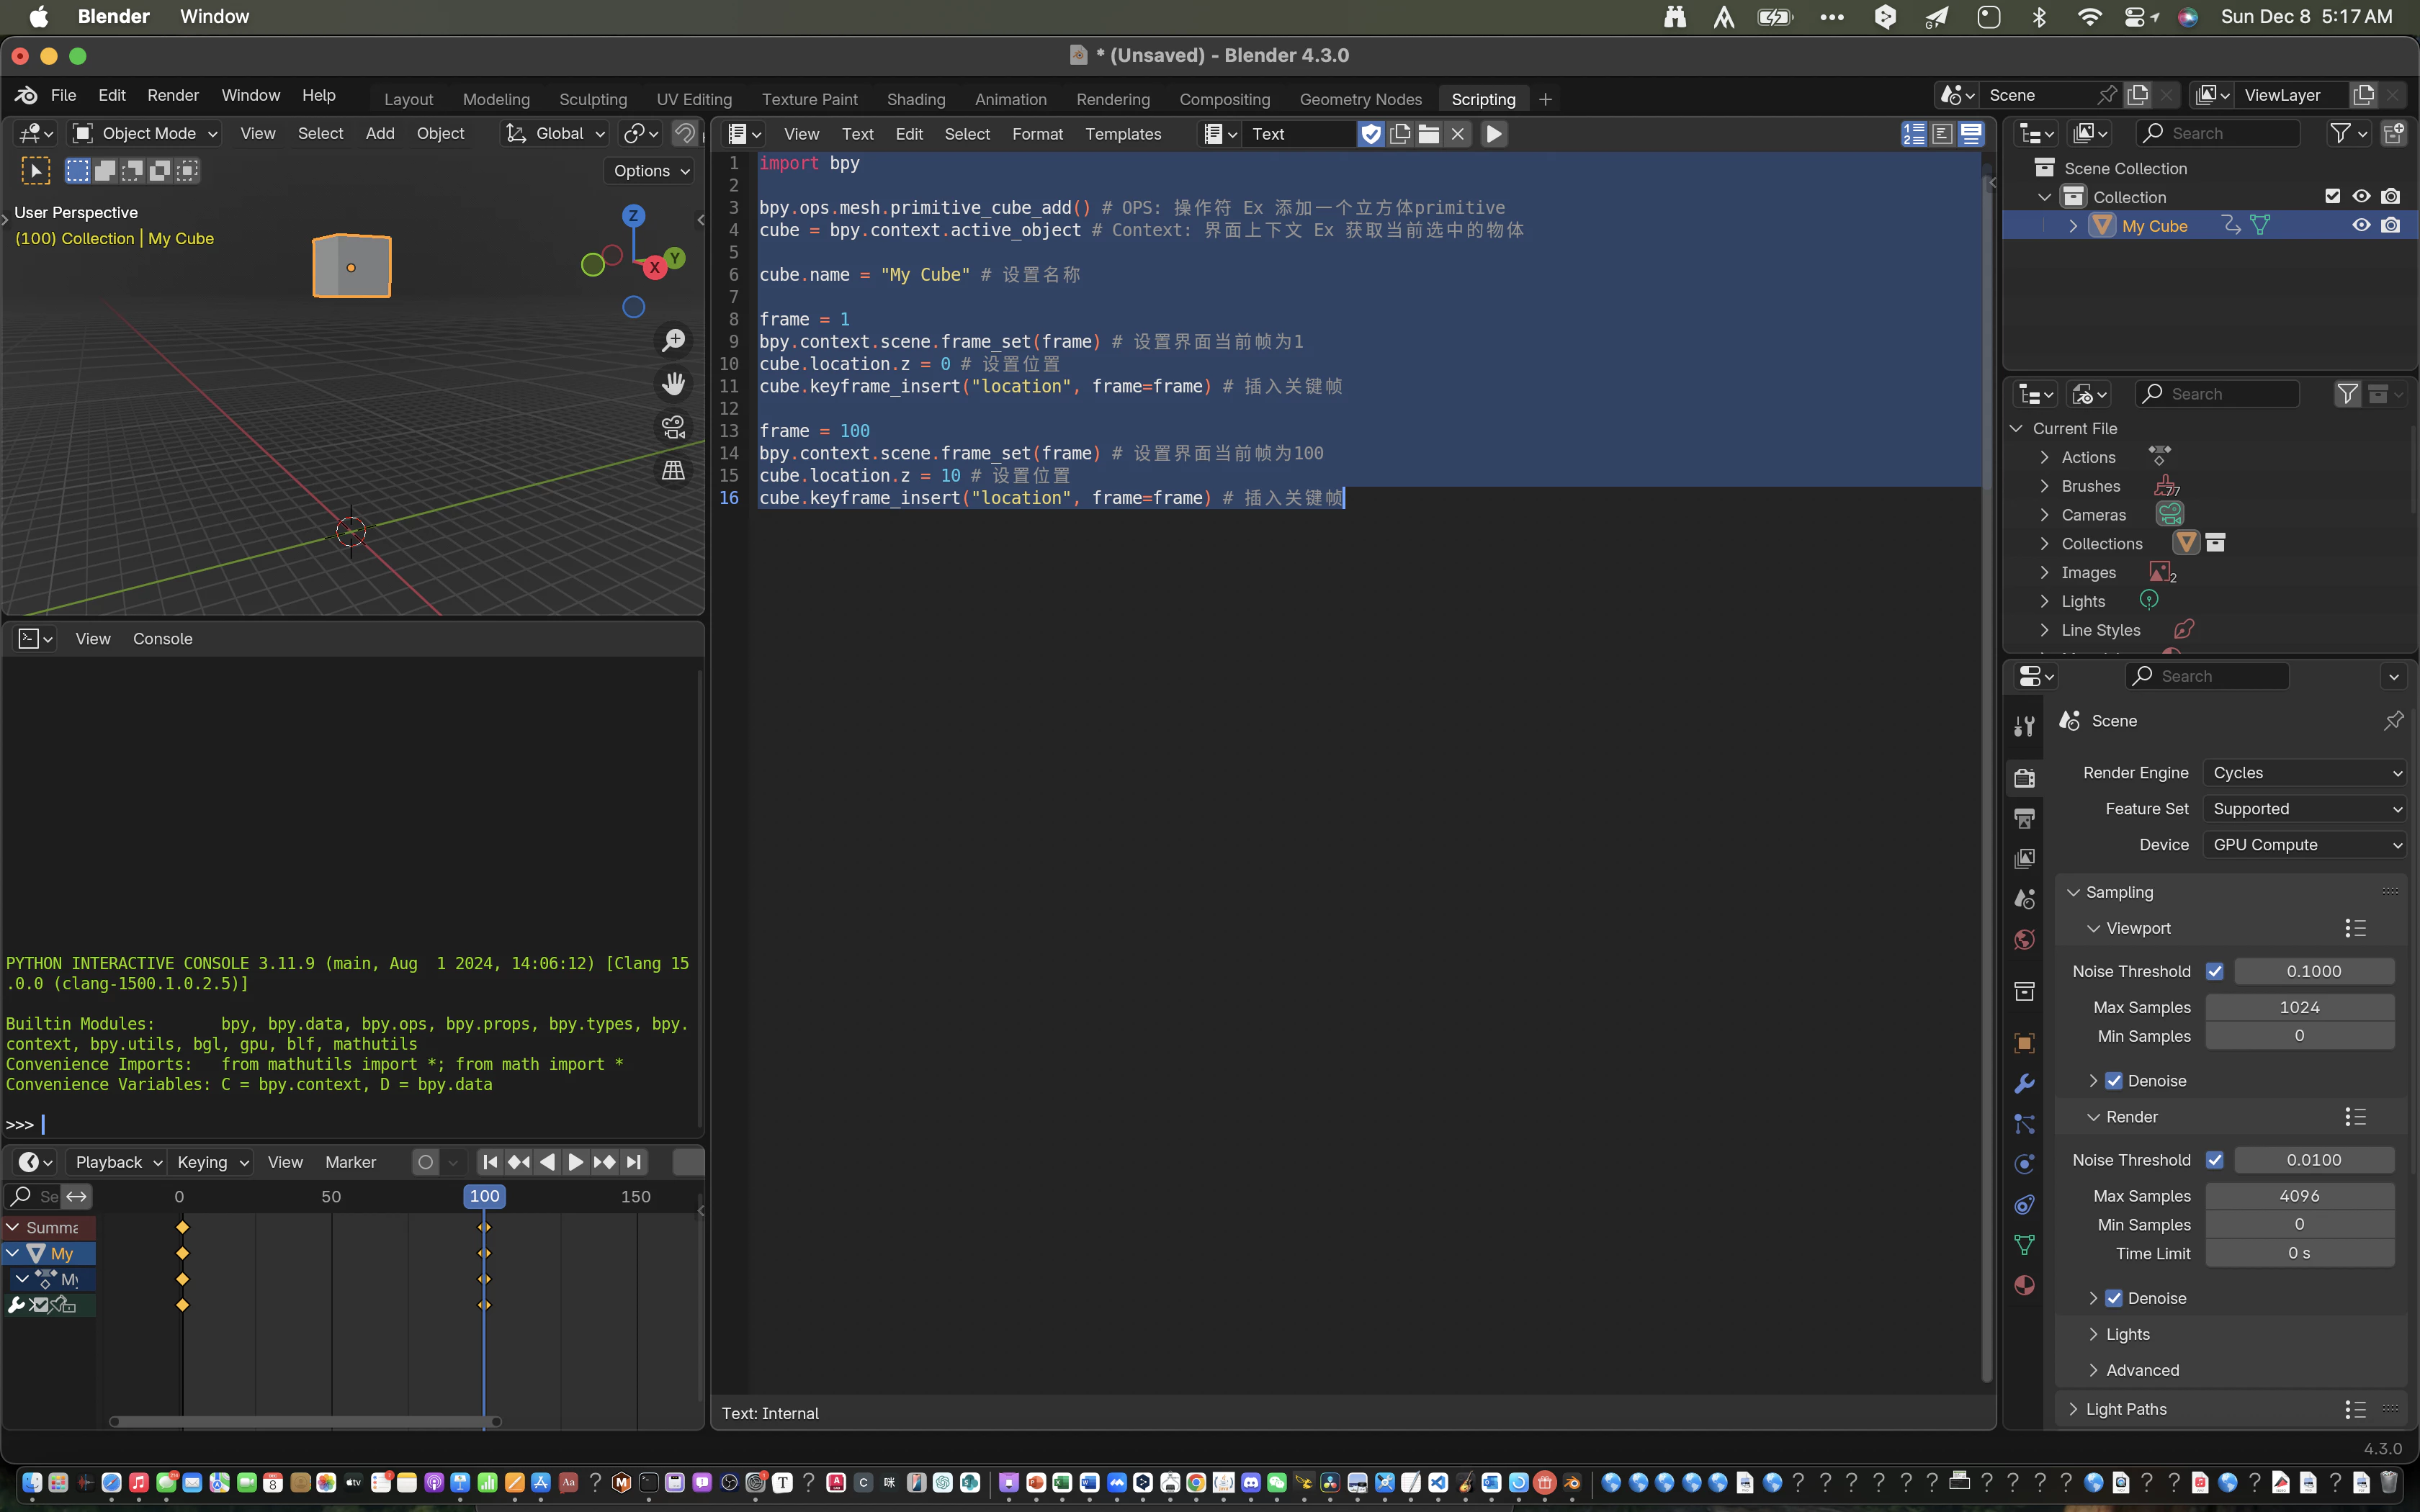 Blender Window Sun Dec 8 5:17 AM
* (Unsaved) - Blender 4.3.0
File Edit Render Window Help Layout Modeling Sculpting UV Editing Texture Paint Shading Animation Rendering Compositing Geometry Nodes Scripting + Scene ViewLayer
Object Mode View Select Add Object Global
Options
User Perspective
(100) Collection | My Cube
Z
Y
X
View Text Edit Select Format Templates Text
1 import bpy
2
3 bpy.ops.mesh.primitive_cube_add() # OPS: 操作符 Ex 添加一个立方体primitive
4 cube = bpy.context.active_object # Context: 界面上下文 Ex 获取当前选中的物体
5
6 cube.name = "My Cube" # 设置名称
7
8 frame = 1
9 bpy.context.scene.frame_set(frame) # 设置界面当前帧为1
10 cube.location.z = 0 # 设置位置
11 cube.keyframe_insert("location", frame=frame) # 插入关键帧
12
13 frame = 100
14 bpy.context.scene.frame_set(frame) # 设置界面当前帧为100
15 cube.location.z = 10 # 设置位置
16 cube.keyframe_insert("location", frame=frame) # 插入关键帧
Text: Internal
View Console
PYTHON INTERACTIVE CONSOLE 3.11.9 (main, Aug  1 2024, 14:06:12) [Clang 15
.0.0 (clang-1500.1.0.2.5)]
Builtin Modules:       bpy, bpy.data, bpy.ops, bpy.props, bpy.types, bpy.
context, bpy.utils, bgl, gpu, blf, mathutils
Convenience Imports:   from mathutils import *; from math import *
Convenience Variables: C = bpy.context, D = bpy.data
>>>
Playback Keying View Marker
Se 0 50 100 150
Summa
My
My
Search
Scene Collection
Collection
My Cube
Search
Current File
Actions
Brushes 77
Cameras
Collections
Images 2
Lights
Line Styles
Search
Scene
Render Engine Cycles
Feature Set Supported
Device GPU Compute
Sampling
Viewport
Noise Threshold 0.1000
Max Samples 1024
Min Samples 0
Denoise
Render
Noise Threshold 0.0100
Max Samples 4096
Min Samples 0
Time Limit 0 s
Denoise
Lights
Advanced
Light Paths
4.3.0